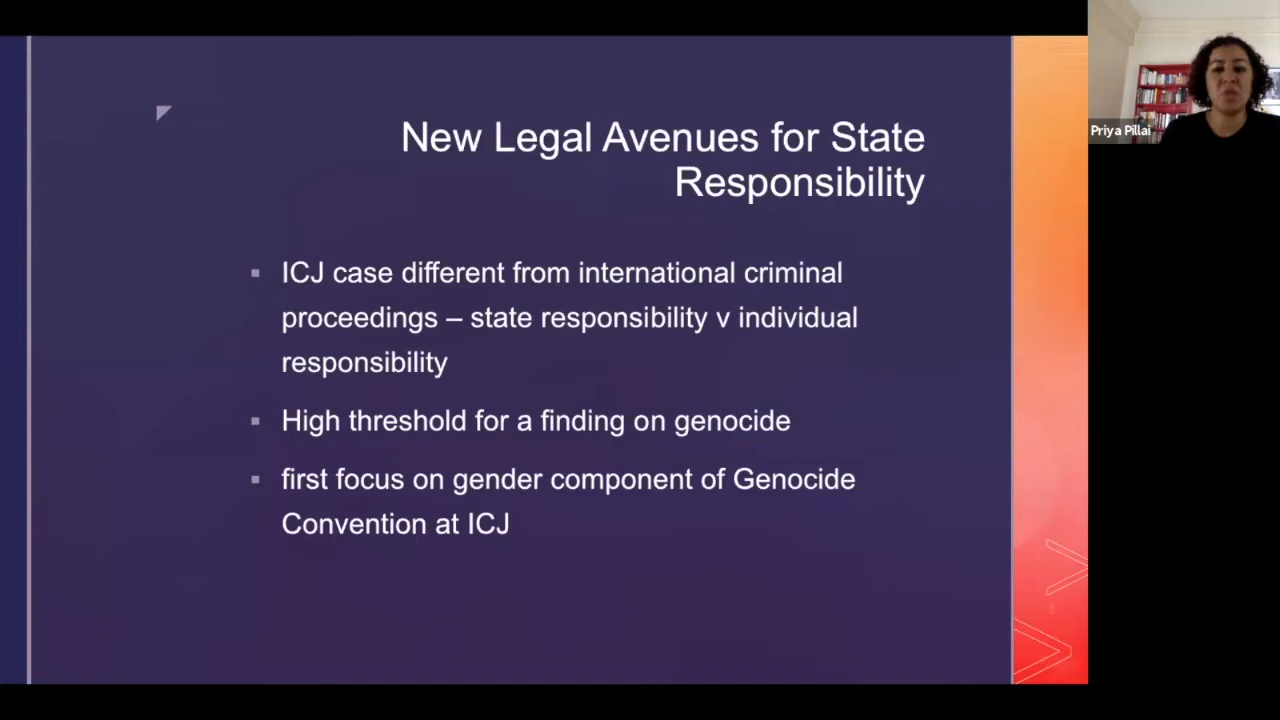 New Legal Avenues for State
Responsibility
▪ ICJ case different from international criminal
proceedings – state responsibility v individual
responsibility
▪ High threshold for a finding on genocide
▪ first focus on gender component of Genocide
Convention at ICJ
Priya Pillai